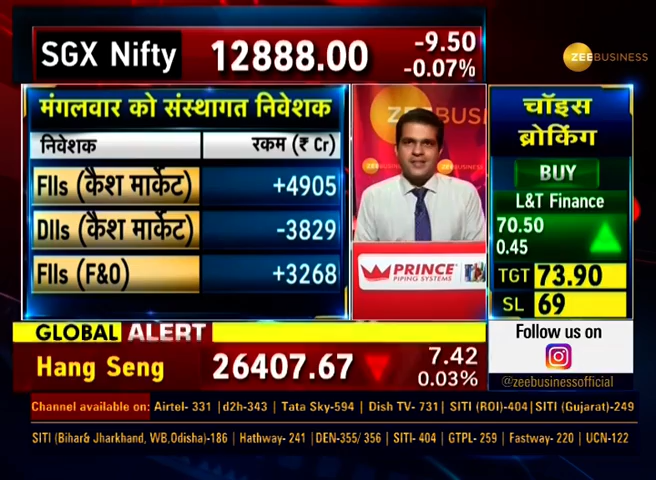 SGX Nifty 12888.00 -9.50
-0.07%
ZEEBUSINESS
मंगलवार को संस्थागत निवेशक
निवेशक रकम (₹ Cr)
FIIs (कैश मार्केट) +4905
DIIs (कैश मार्केट) -3829
FIIs (F&O) +3268
ZEEBUSI
PRINCE
PIPING SYSTEMS
चॉइस
ब्रोकिंग
BUY
L&T Finance
70.50
0.45
TGT 73.90
SL 69
GLOBAL ALERT
Hang Seng 26407.67 7.42
0.03%
Follow us on
@zeebusinessofficial
Channel available on: Airtel- 331 | d2h-343 | Tata Sky-594 | Dish TV- 731| SITI (ROI)-404| SITI (Gujarat)-249
SITI (Bihar& Jharkhand, WB,Odisha)-186 | Hathway- 241 |DEN-355/ 356 | SITI- 404 | GTPL- 259 | Fastway- 220 | UCN-122